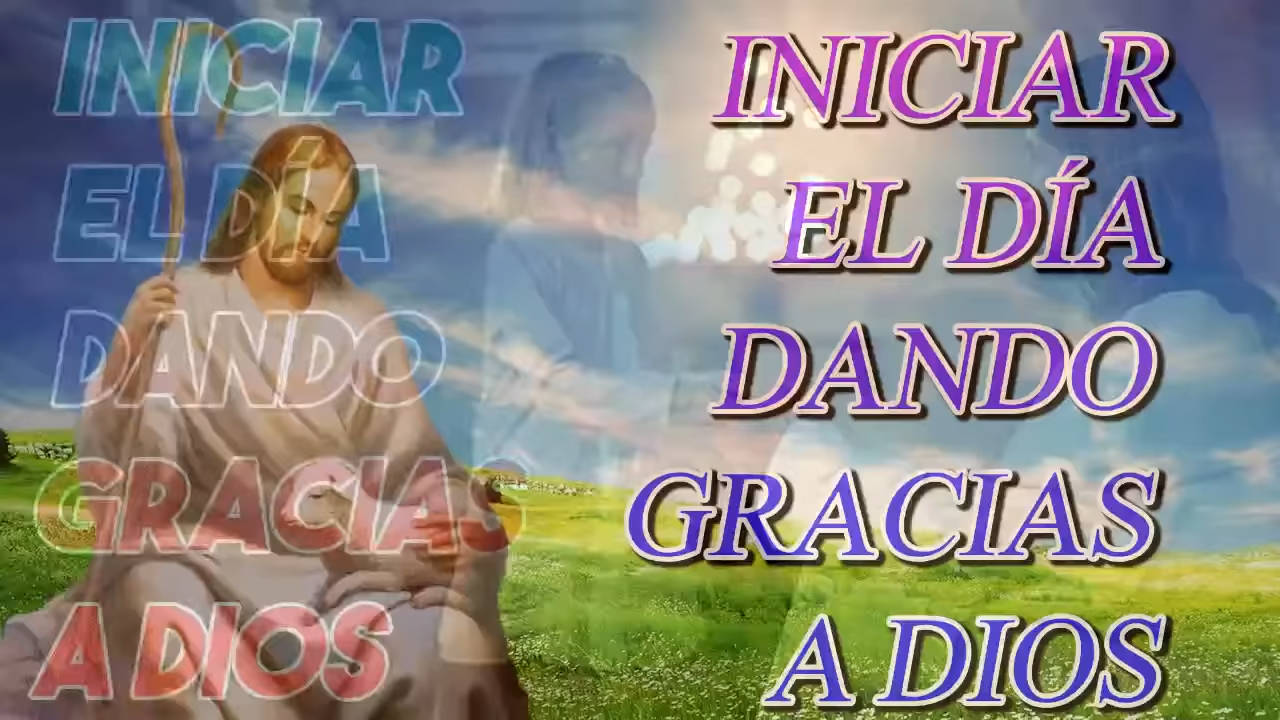 INICIAR
EL DÍA
DANDO
GRACIAS
A DIOS
INICIAR
EL DÍA
DANDO
GRACIAS
A DIOS